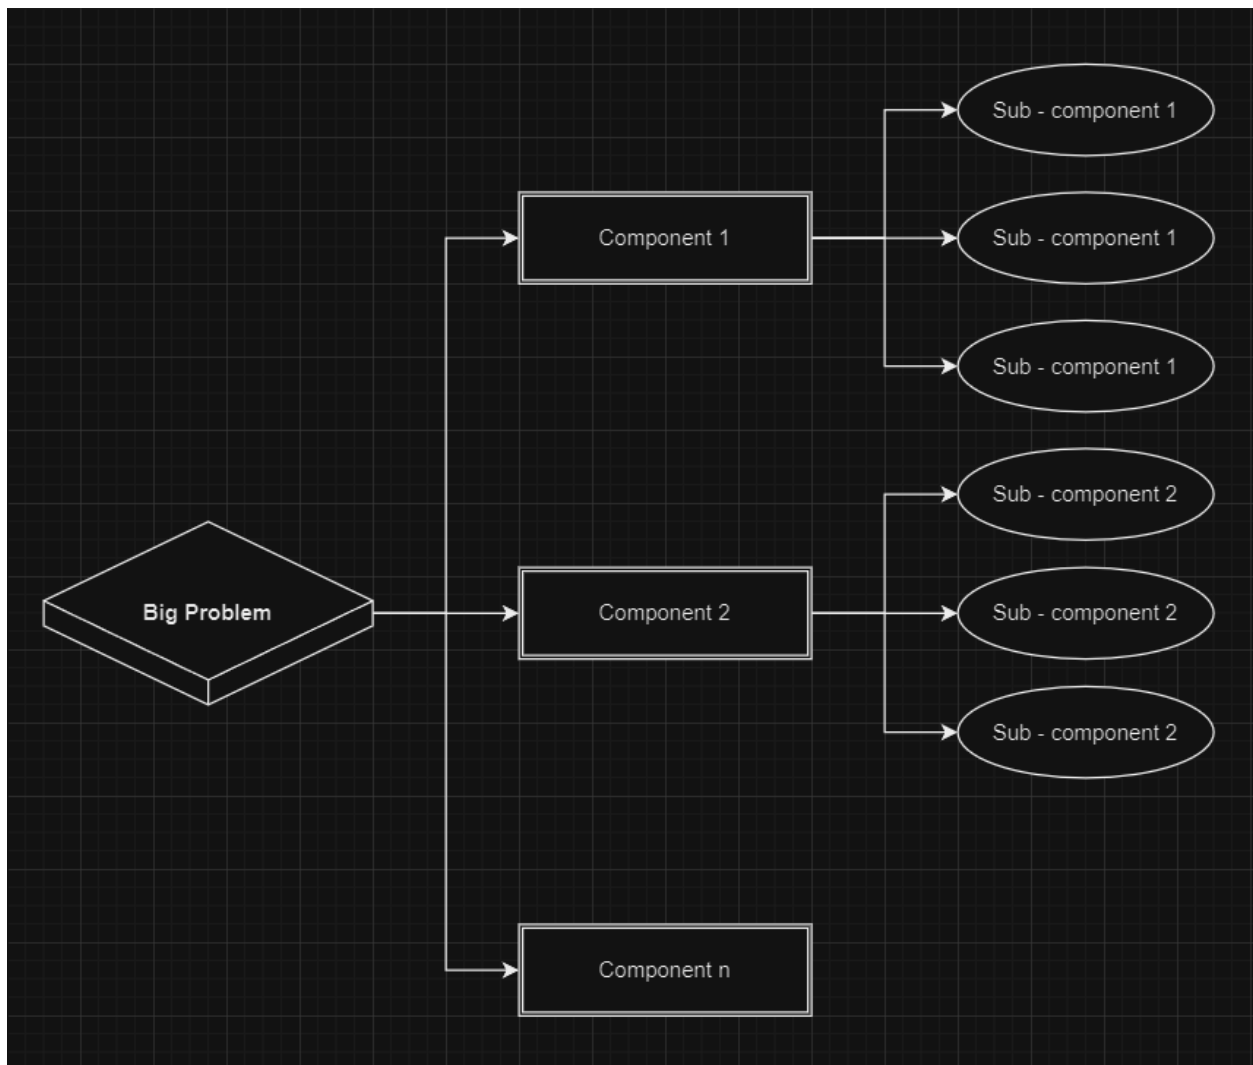 Sub - component 1
Component 1
Sub - component 1
Sub - component 1
Sub - component 2
Big Problem
Component 2
Sub - component 2
Sub - component 2
Component n